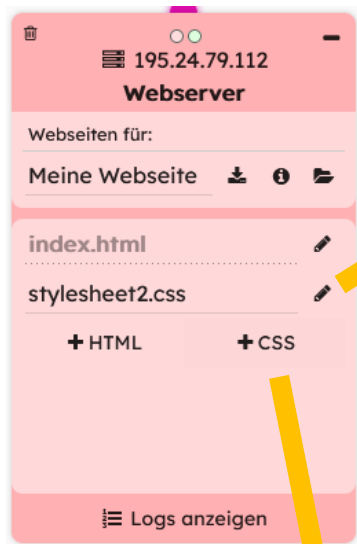 195.24.79.112
Webserver
Webseiten für:
Meine Webseite
index.html
stylesheet2.css
+ HTML + CSS
Logs anzeigen